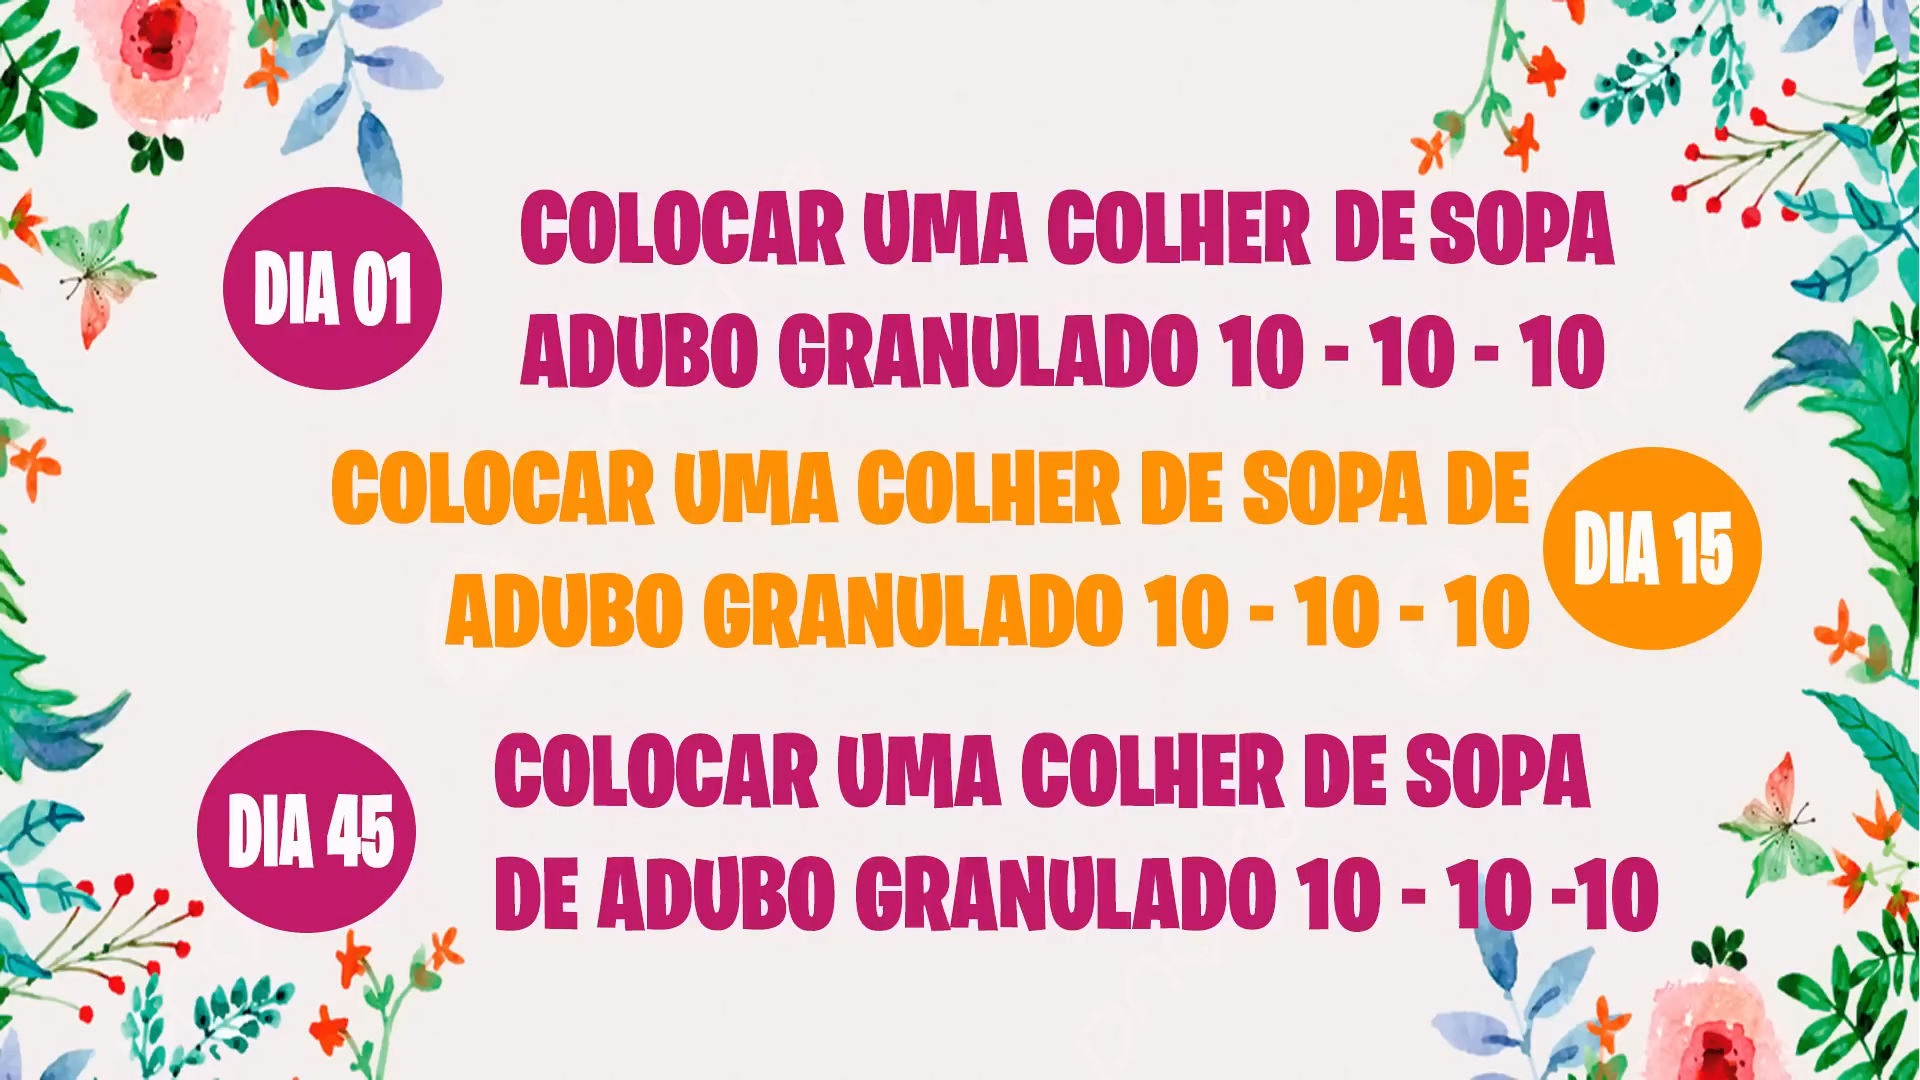 DIA 01
COLOCAR UMA COLHER DE SOPA
ADUBO GRANULADO 10 - 10 - 10
COLOCAR UMA COLHER DE SOPA DE
ADUBO GRANULADO 10 - 10 - 10
DIA 15
DIA 45
COLOCAR UMA COLHER DE SOPA
DE ADUBO GRANULADO 10 - 10 -10